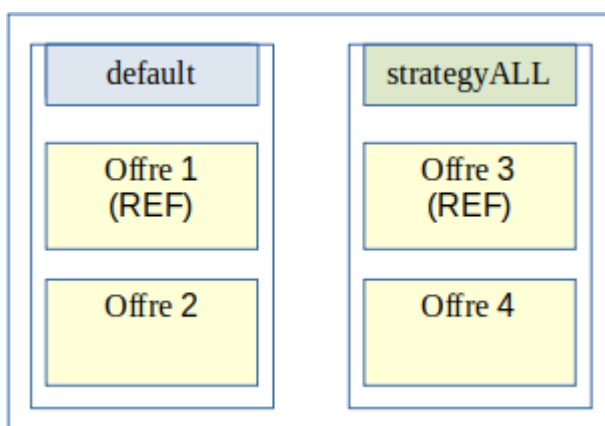 default
Offre 1
(REF)
Offre 2
strategyALL
Offre 3
(REF)
Offre 4